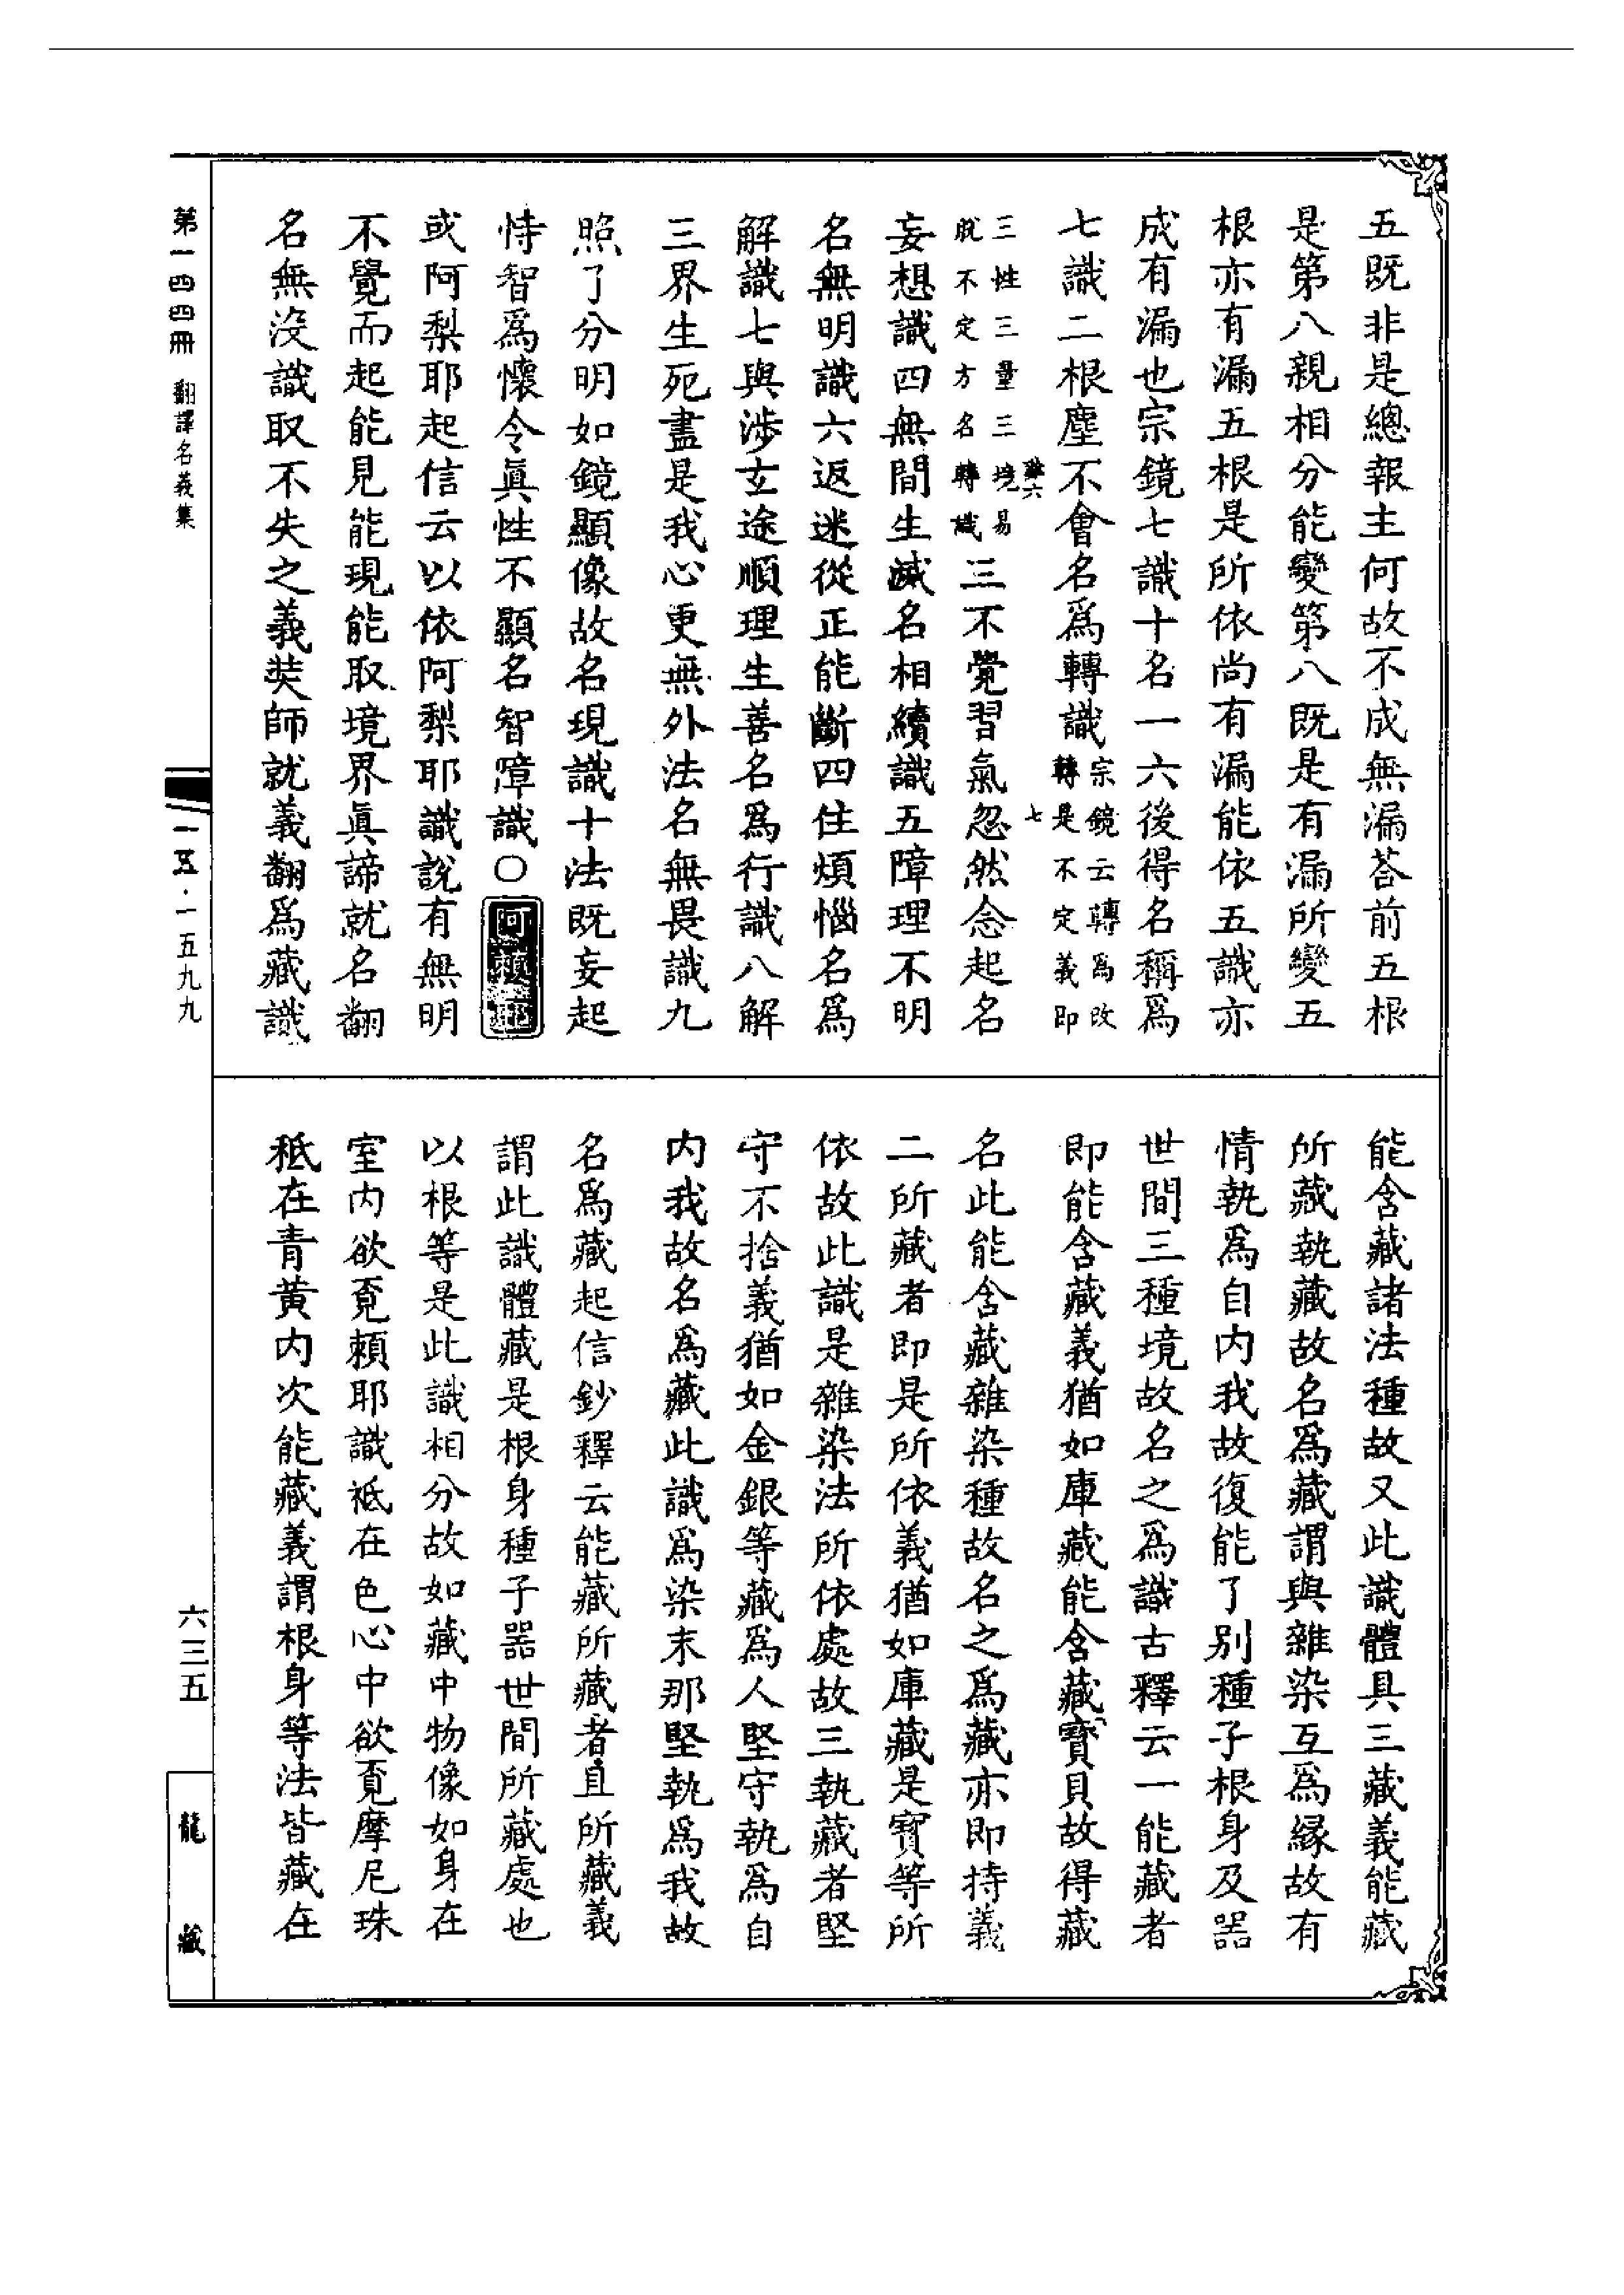 五既非是總報主何故不成無漏荅前五根
是第八親相分能變第八既是有漏所變五
根亦有漏五根是所依尚有漏能依五識亦
成有漏也宗鏡七識十名一六後得名稱爲
七識二根塵不會名爲轉識宗鏡云轉爲改轉是不定義即
三性三量三境易脫不定方名轉識三不覺習氣忽然念起名
妄想識四無間生滅名相續識五障理不明
名無明識六返迷從正能斷四住煩惱名爲
解識七與涉玄途順理生善名爲行識八解
三界生死盡是我心更無外法名無畏識九
照了分明如鏡顯像故名現識十法既妄起
恃智爲懷令眞性不顯名智障識〇阿賴耶
或阿梨耶起信云以依阿梨耶識說有無明
不覺而起能見能現能取境界眞諦就名翻
名無沒識取不失之義奘師就義翻爲藏識
能含藏諸法種故又此識體具三藏義能藏
所藏執藏故名爲藏謂與雜染互爲緣故有
情執爲自內我故復能了別種子根身及器
世間三種境故名之爲識古釋云一能藏者
即能含藏義猶如庫藏能含藏寶貝故得藏
名此能含藏雜染種故名之爲藏亦即持義
二所藏者即是所依義猶如庫藏是寶等所
依故此識是雜染法所依處故三執藏者堅
守不捨義猶如金銀等藏爲人堅守執爲自
內我故名爲藏此識爲染末那堅執爲我故
名爲藏起信鈔釋云能藏所藏者且所藏義
謂此識體藏是根身種子器世間所藏處也
以根等是此識相分故如藏中物像如身在
室內欲覔賴耶識祇在色心中欲覔摩尼珠
秖在青黃內次能藏義謂根身等法皆藏在
第一四四冊　翻譯名義集
一五·一五九九
六三五
龍藏